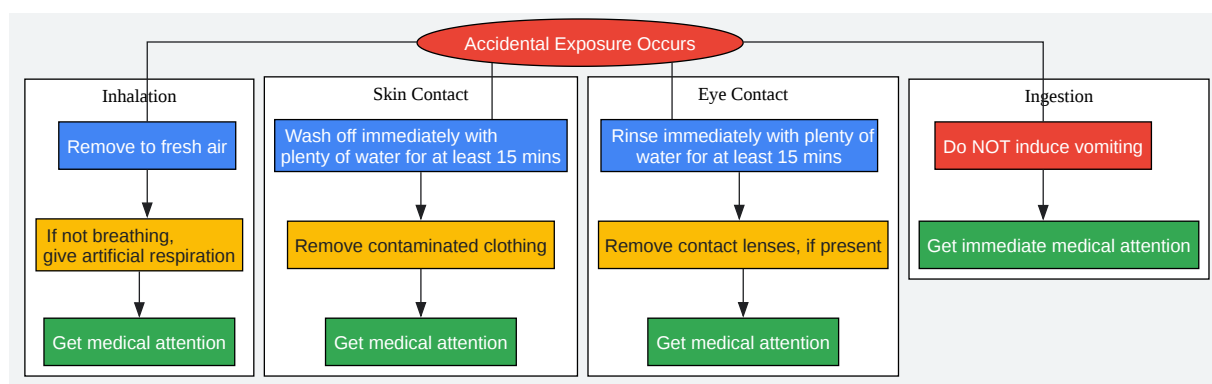 Accidental Exposure Occurs
Inhalation
Remove to fresh air
If not breathing,
give artificial respiration
Get medical attention
Skin Contact
Wash off immediately with
plenty of water for at least 15 mins
Remove contaminated clothing
Get medical attention
Eye Contact
Rinse immediately with plenty of
water for at least 15 mins
Remove contact lenses, if present
Get medical attention
Ingestion
Do NOT induce vomiting
Get immediate medical attention